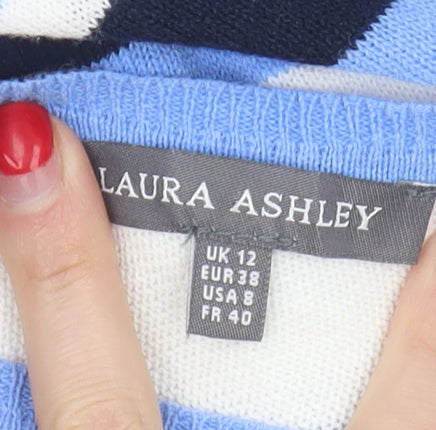 LAURA ASHLEY
UK 12
EUR 38
USA 8
FR 40